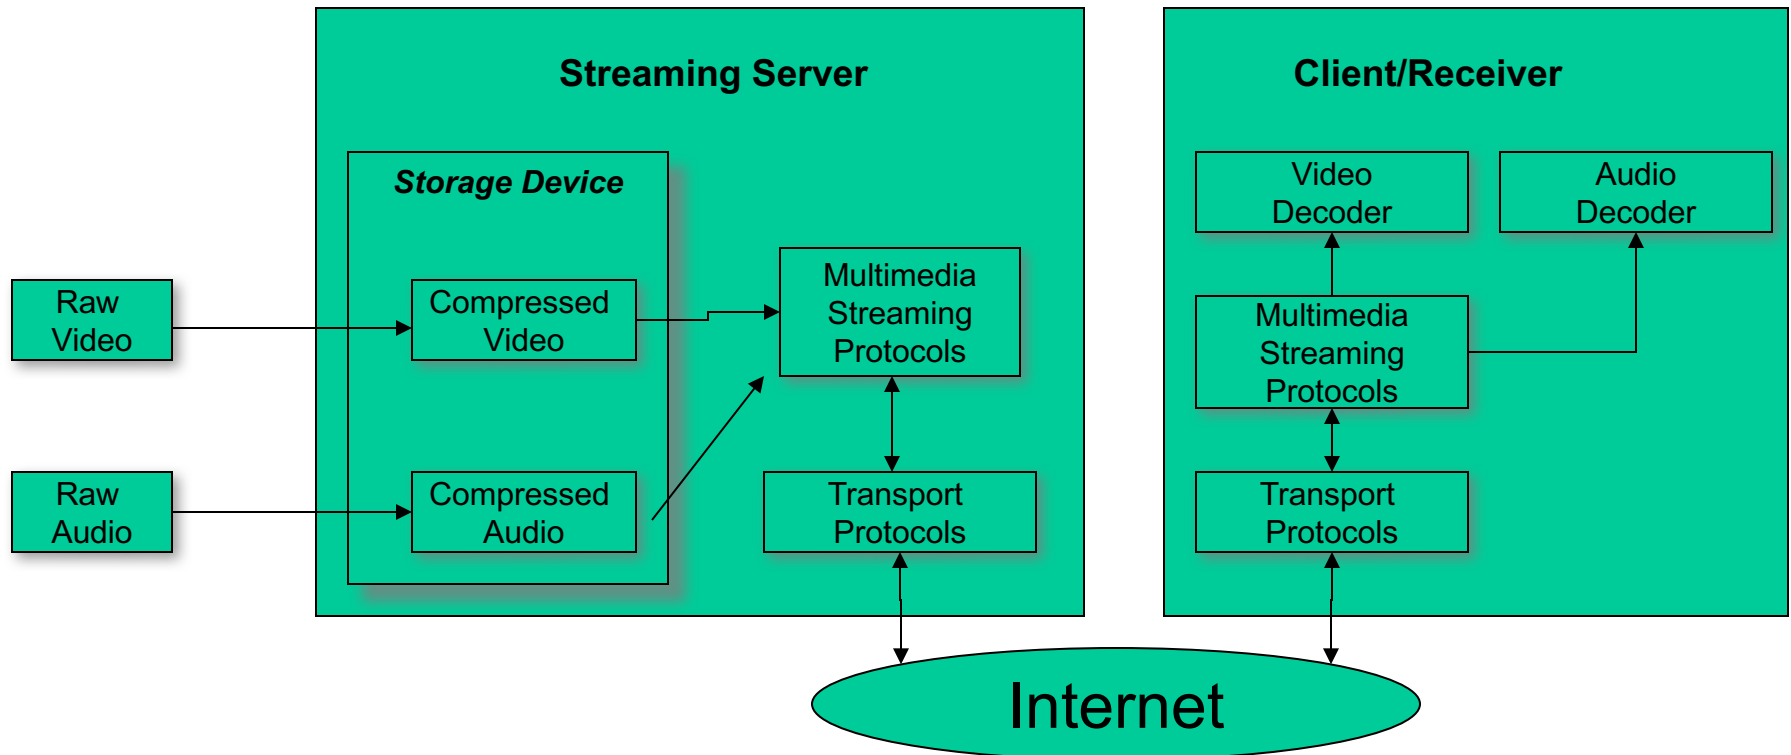 Streaming Server
Client/Receiver
Storage Device
Video
Decoder
Audio
Decoder
Raw
Video
Compressed
Video
Multimedia
Streaming
Protocols
Multimedia
Streaming
Protocols
Raw
Audio
Compressed
Audio
Transport
Protocols
Transport
Protocols
Internet